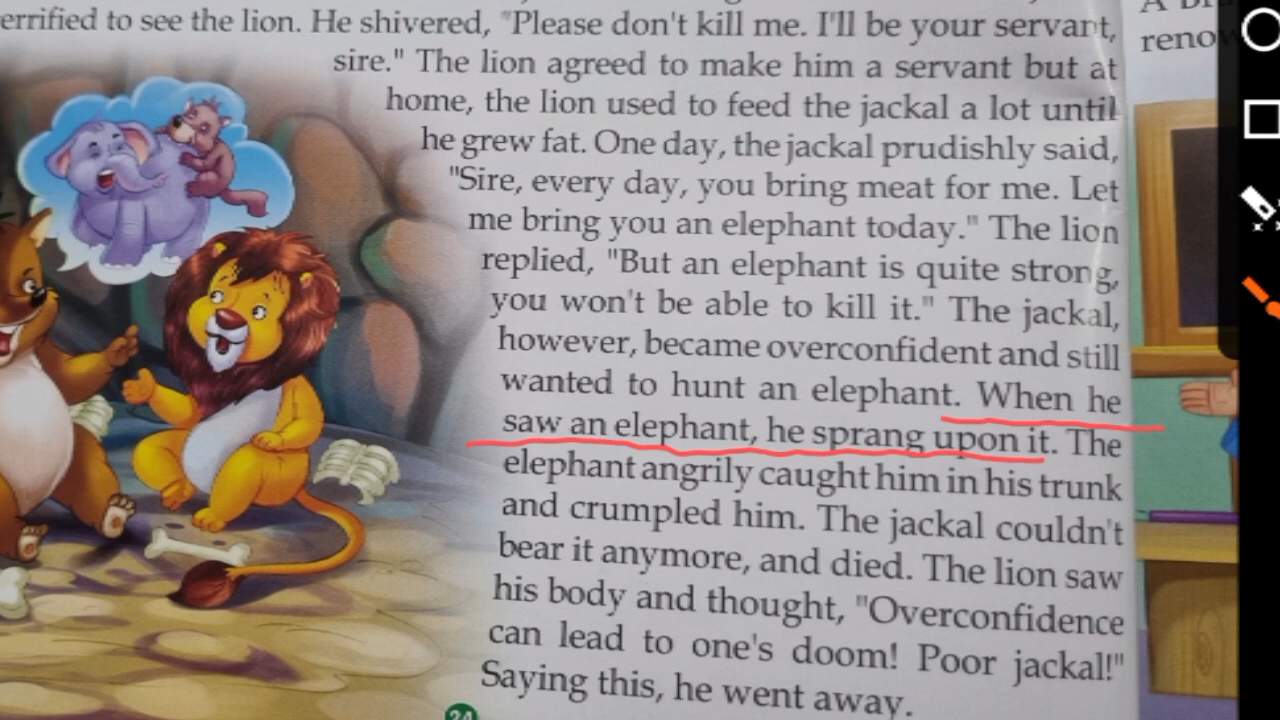 errified to see the lion. He shivered, "Please don't kill me. I'll be your servant,
sire." The lion agreed to make him a servant but at
home, the lion used to feed the jackal a lot until
he grew fat. One day, the jackal prudishly said,
"Sire, every day, you bring meat for me. Let
me bring you an elephant today." The lion
replied, "But an elephant is quite strong,
you won't be able to kill it." The jackal,
however, became overconfident and still
wanted to hunt an elephant. When he
saw an elephant, he sprang upon it. The
elephant angrily caught him in his trunk
and crumpled him. The jackal couldn't
bear it anymore, and died. The lion saw
his body and thought, "Overconfidence
can lead to one's doom! Poor jackal!"
Saying this, he went away.
24
A
reno